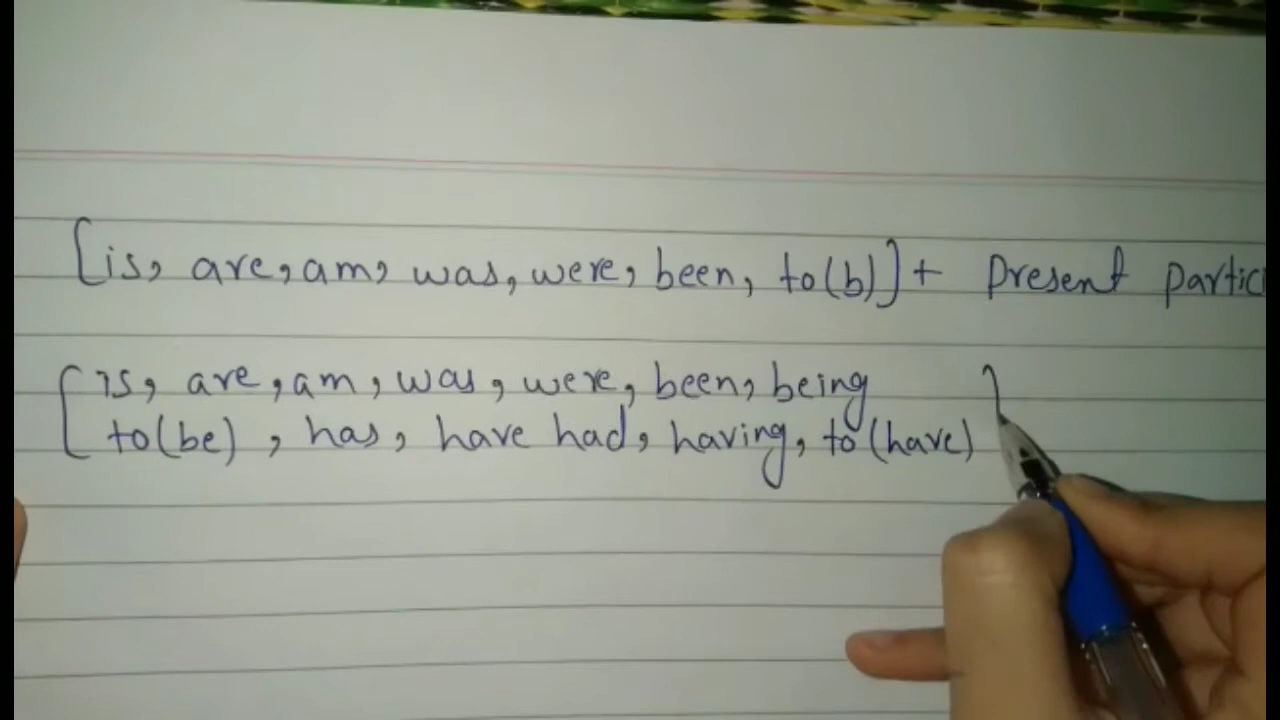 [is, are, am, was, were, been, to(b)] + Present partici
[is, are, am, was, were, been, being
to(be), has, have had, having, to(have)